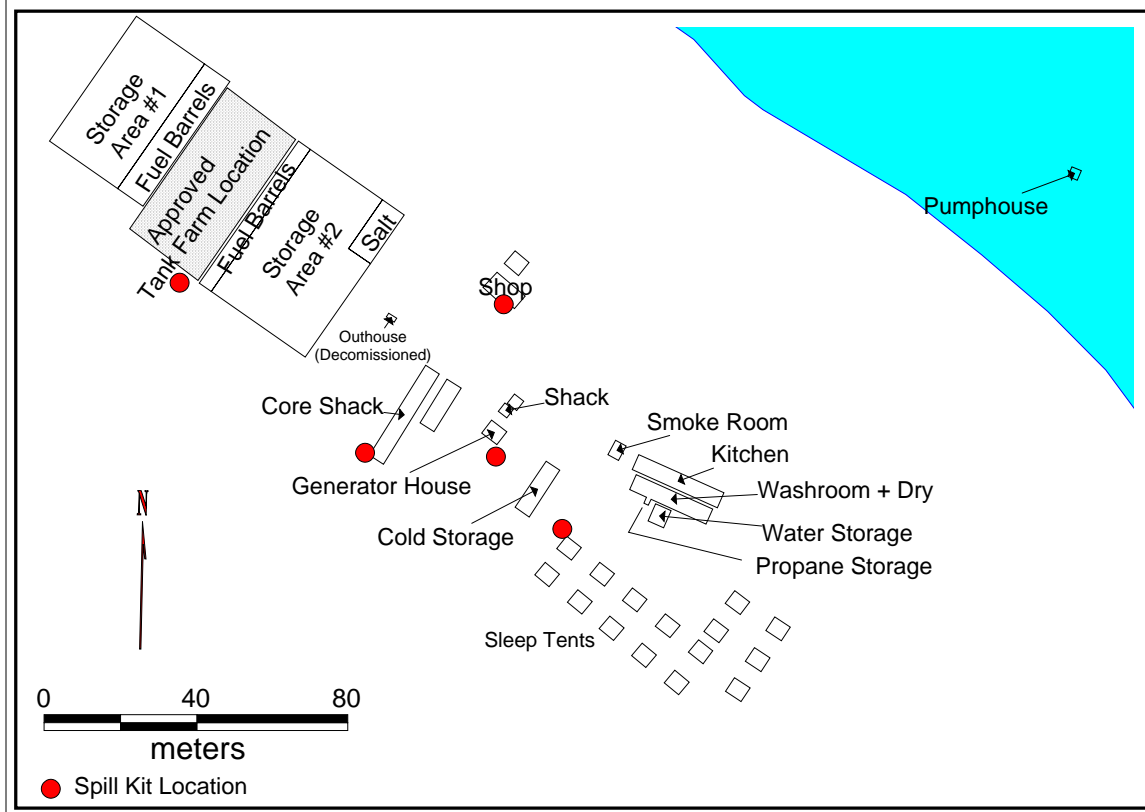 Storage
Area #1
Fuel Barrels
Approved
Tank Farm Location
Fuel Barrels
Storage
Area #2
Salt
Pumphouse
Shop
Outhouse
(Decomissioned)
Core Shack
Shack
Smoke Room
Kitchen
Generator House
Washroom + Dry
Cold Storage
Water Storage
Propane Storage
N
Sleep Tents
0 40 80
meters
Spill Kit Location